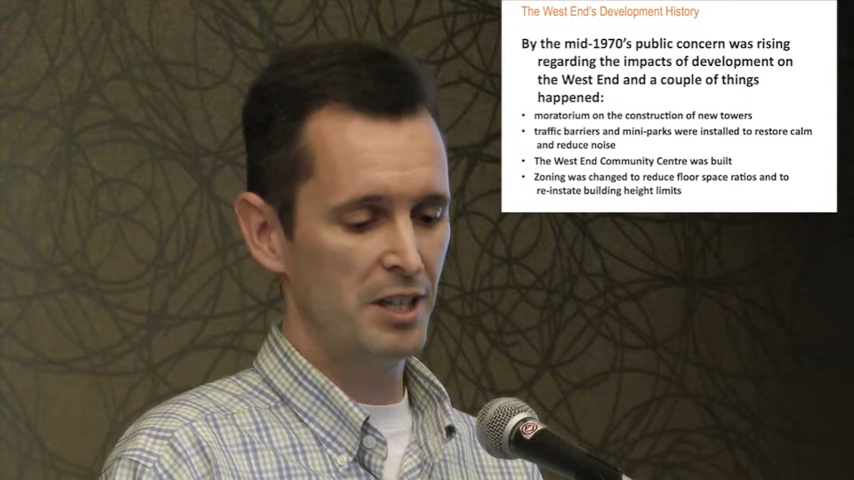 The West End's Development History
By the mid-1970's public concern was rising
regarding the impacts of development on
the West End and a couple of things
happened:
• moratorium on the construction of new towers
• traffic barriers and mini-parks were installed to restore calm
and reduce noise
• The West End Community Centre was built
• Zoning was changed to reduce floor space ratios and to
re-instate building height limits